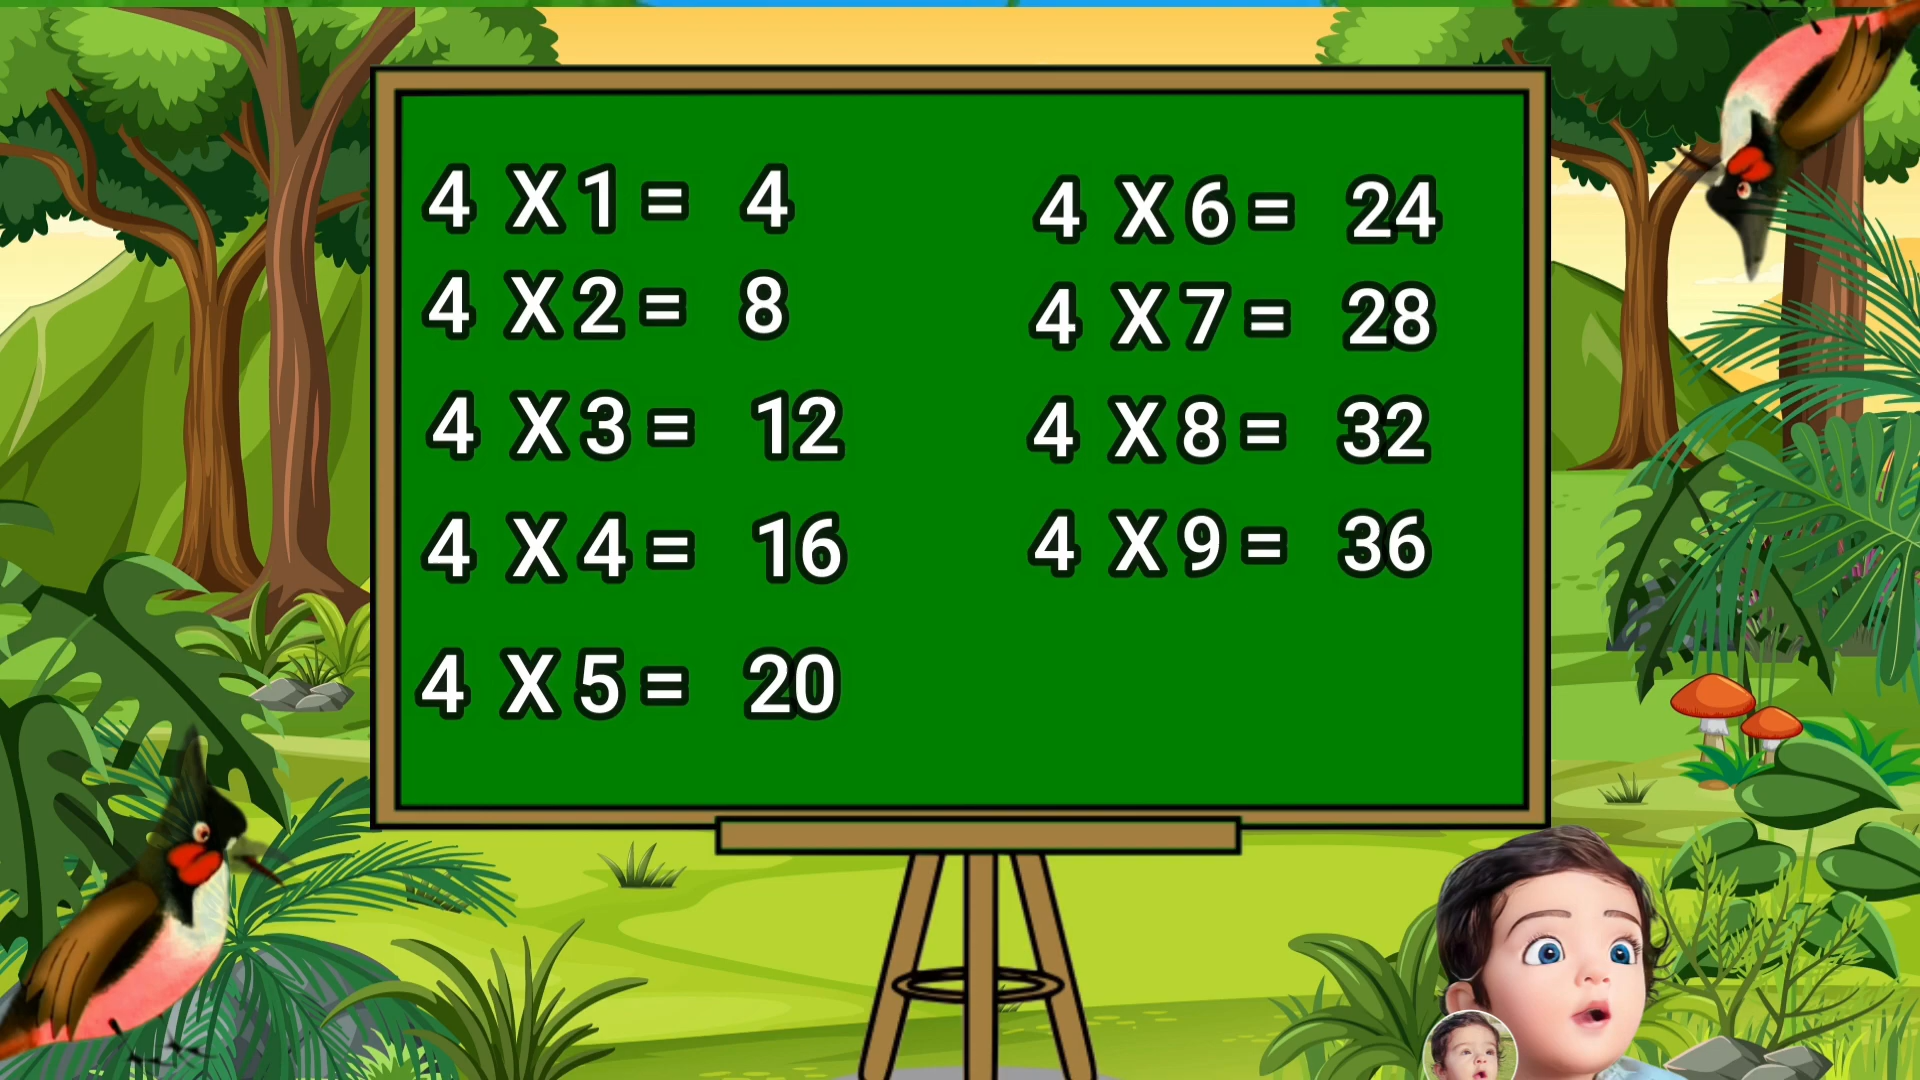 4 X 1 = 4
4 X 2 = 8
4 X 3 = 12
4 X 4 = 16
4 X 5 = 20
4 X 6 = 24
4 X 7 = 28
4 X 8 = 32
4 X 9 = 36